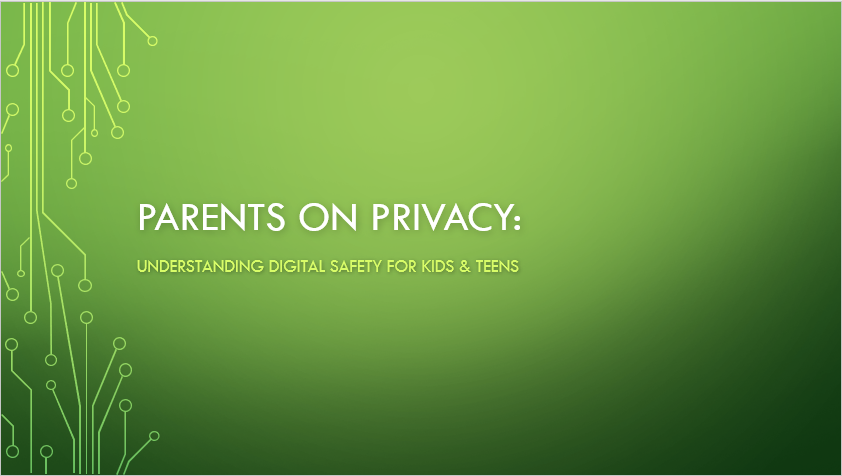 PARENTS ON PRIVACY:
UNDERSTANDING DIGITAL SAFETY FOR KIDS & TEENS